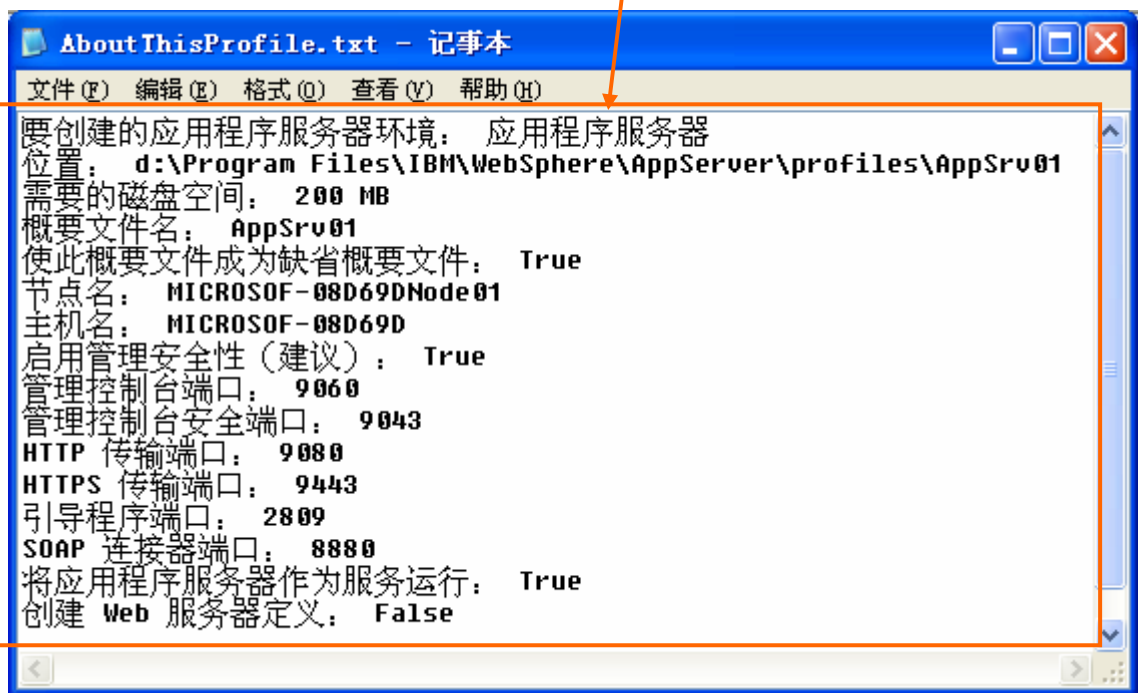 AboutThisProfile.txt - 记事本
文件(F) 编辑(E) 格式(O) 查看(V) 帮助(H)
要创建的应用程序服务器环境： 应用程序服务器
位置： d:\Program Files\IBM\WebSphere\AppServer\profiles\AppSrv01
需要的磁盘空间： 200 MB
概要文件名： AppSrv01
使此概要文件成为缺省概要文件： True
节点名： MICROSOF-08D69DNode01
主机名： MICROSOF-08D69D
启用管理安全性（建议）： True
管理控制台端口： 9060
管理控制台安全端口： 9043
HTTP 传输端口： 9080
HTTPS 传输端口： 9443
引导程序端口： 2809
SOAP 连接器端口： 8880
将应用程序服务器作为服务运行： True
创建 Web 服务器定义： False